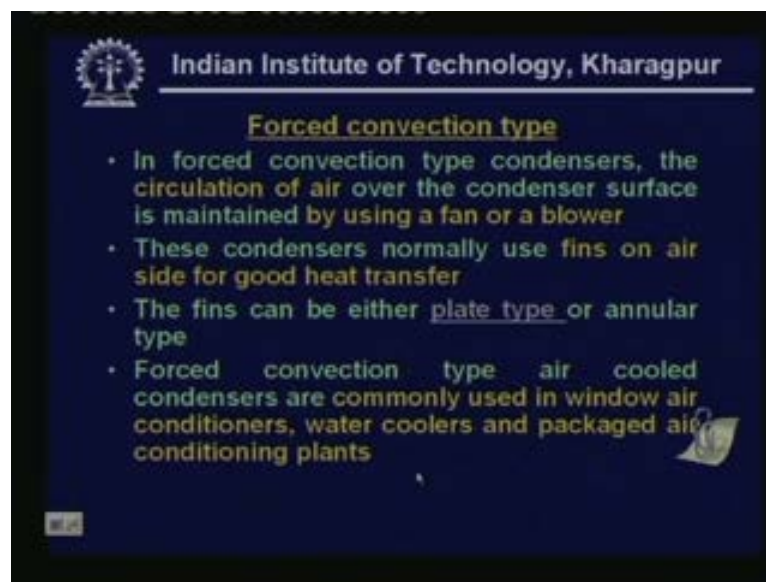 Indian Institute of Technology, Kharagpur
Forced convection type
• In forced convection type condensers, the
circulation of air over the condenser surface
is maintained by using a fan or a blower
• These condensers normally use fins on air
side for good heat transfer
• The fins can be either plate type or annular
type
• Forced convection type air cooled
condensers are commonly used in window air
conditioners, water coolers and packaged air
conditioning plants